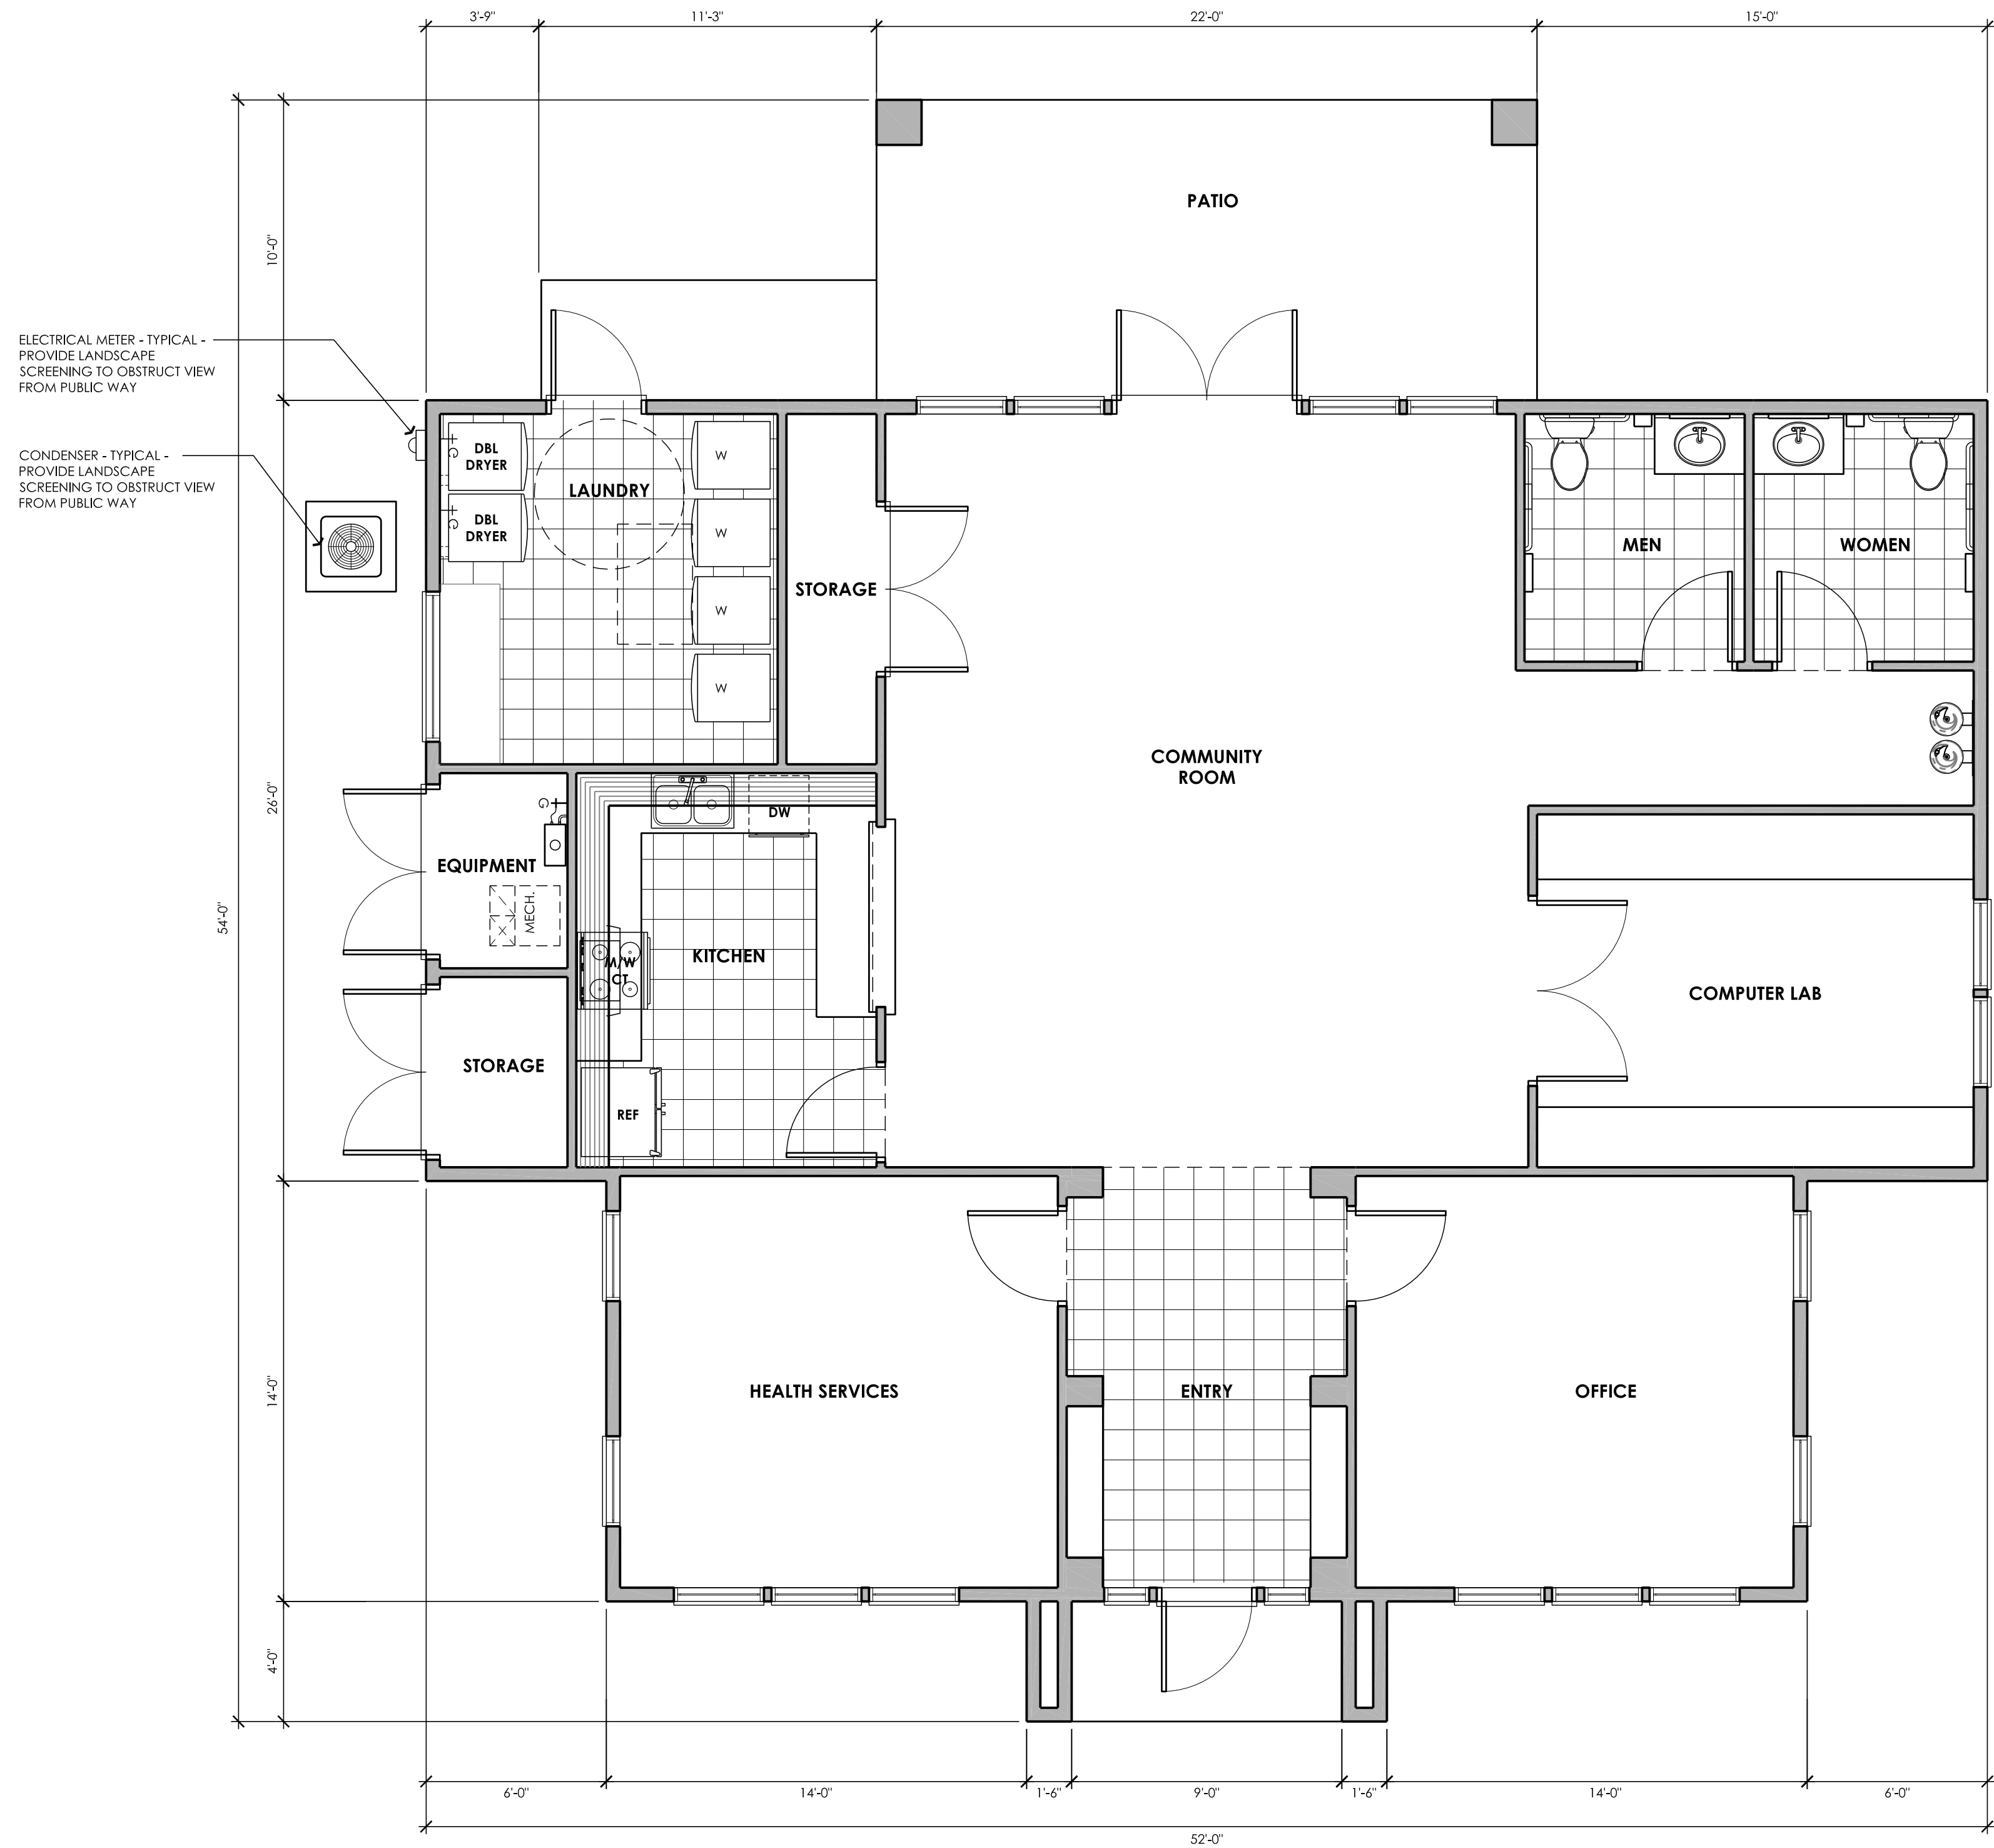 3'-9"
11'-3"
22'-0"
15'-0"
PATIO
10'-0"
ELECTRICAL METER - TYPICAL -
PROVIDE LANDSCAPE
SCREENING TO OBSTRUCT VIEW
FROM PUBLIC WAY
CONDENSER - TYPICAL -
PROVIDE LANDSCAPE
SCREENING TO OBSTRUCT VIEW
FROM PUBLIC WAY
G
DBL
DRYER
G
DBL
DRYER
LAUNDRY
W
W
W
W
STORAGE
MEN
WOMEN
COMMUNITY
ROOM
26'-0"
54'-0"
G
EQUIPMENT
MECH.
DW
M/W
CT
KITCHEN
REF
STORAGE
COMPUTER LAB
14'-0"
HEALTH SERVICES
ENTRY
OFFICE
4'-0"
6'-0"
14'-0"
1'-6"
9'-0"
1'-6"
14'-0"
6'-0"
52'-0"